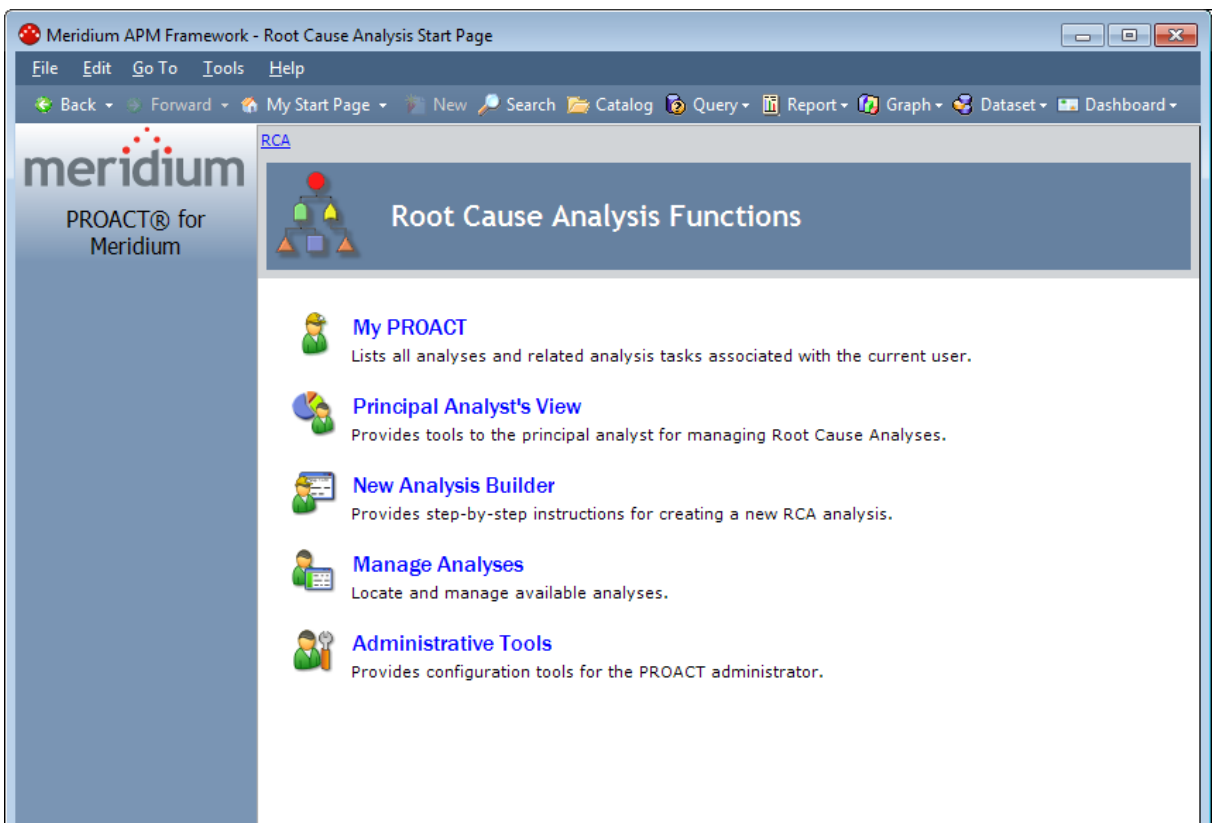 Meridium APM Framework - Root Cause Analysis Start Page
File Edit Go To Tools Help
Back Forward My Start Page New Search Catalog Query Report Graph Dataset Dashboard
meridium
PROACT® for
Meridium
RCA
Root Cause Analysis Functions
My PROACT
Lists all analyses and related analysis tasks associated with the current user.
Principal Analyst's View
Provides tools to the principal analyst for managing Root Cause Analyses.
New Analysis Builder
Provides step-by-step instructions for creating a new RCA analysis.
Manage Analyses
Locate and manage available analyses.
Administrative Tools
Provides configuration tools for the PROACT administrator.